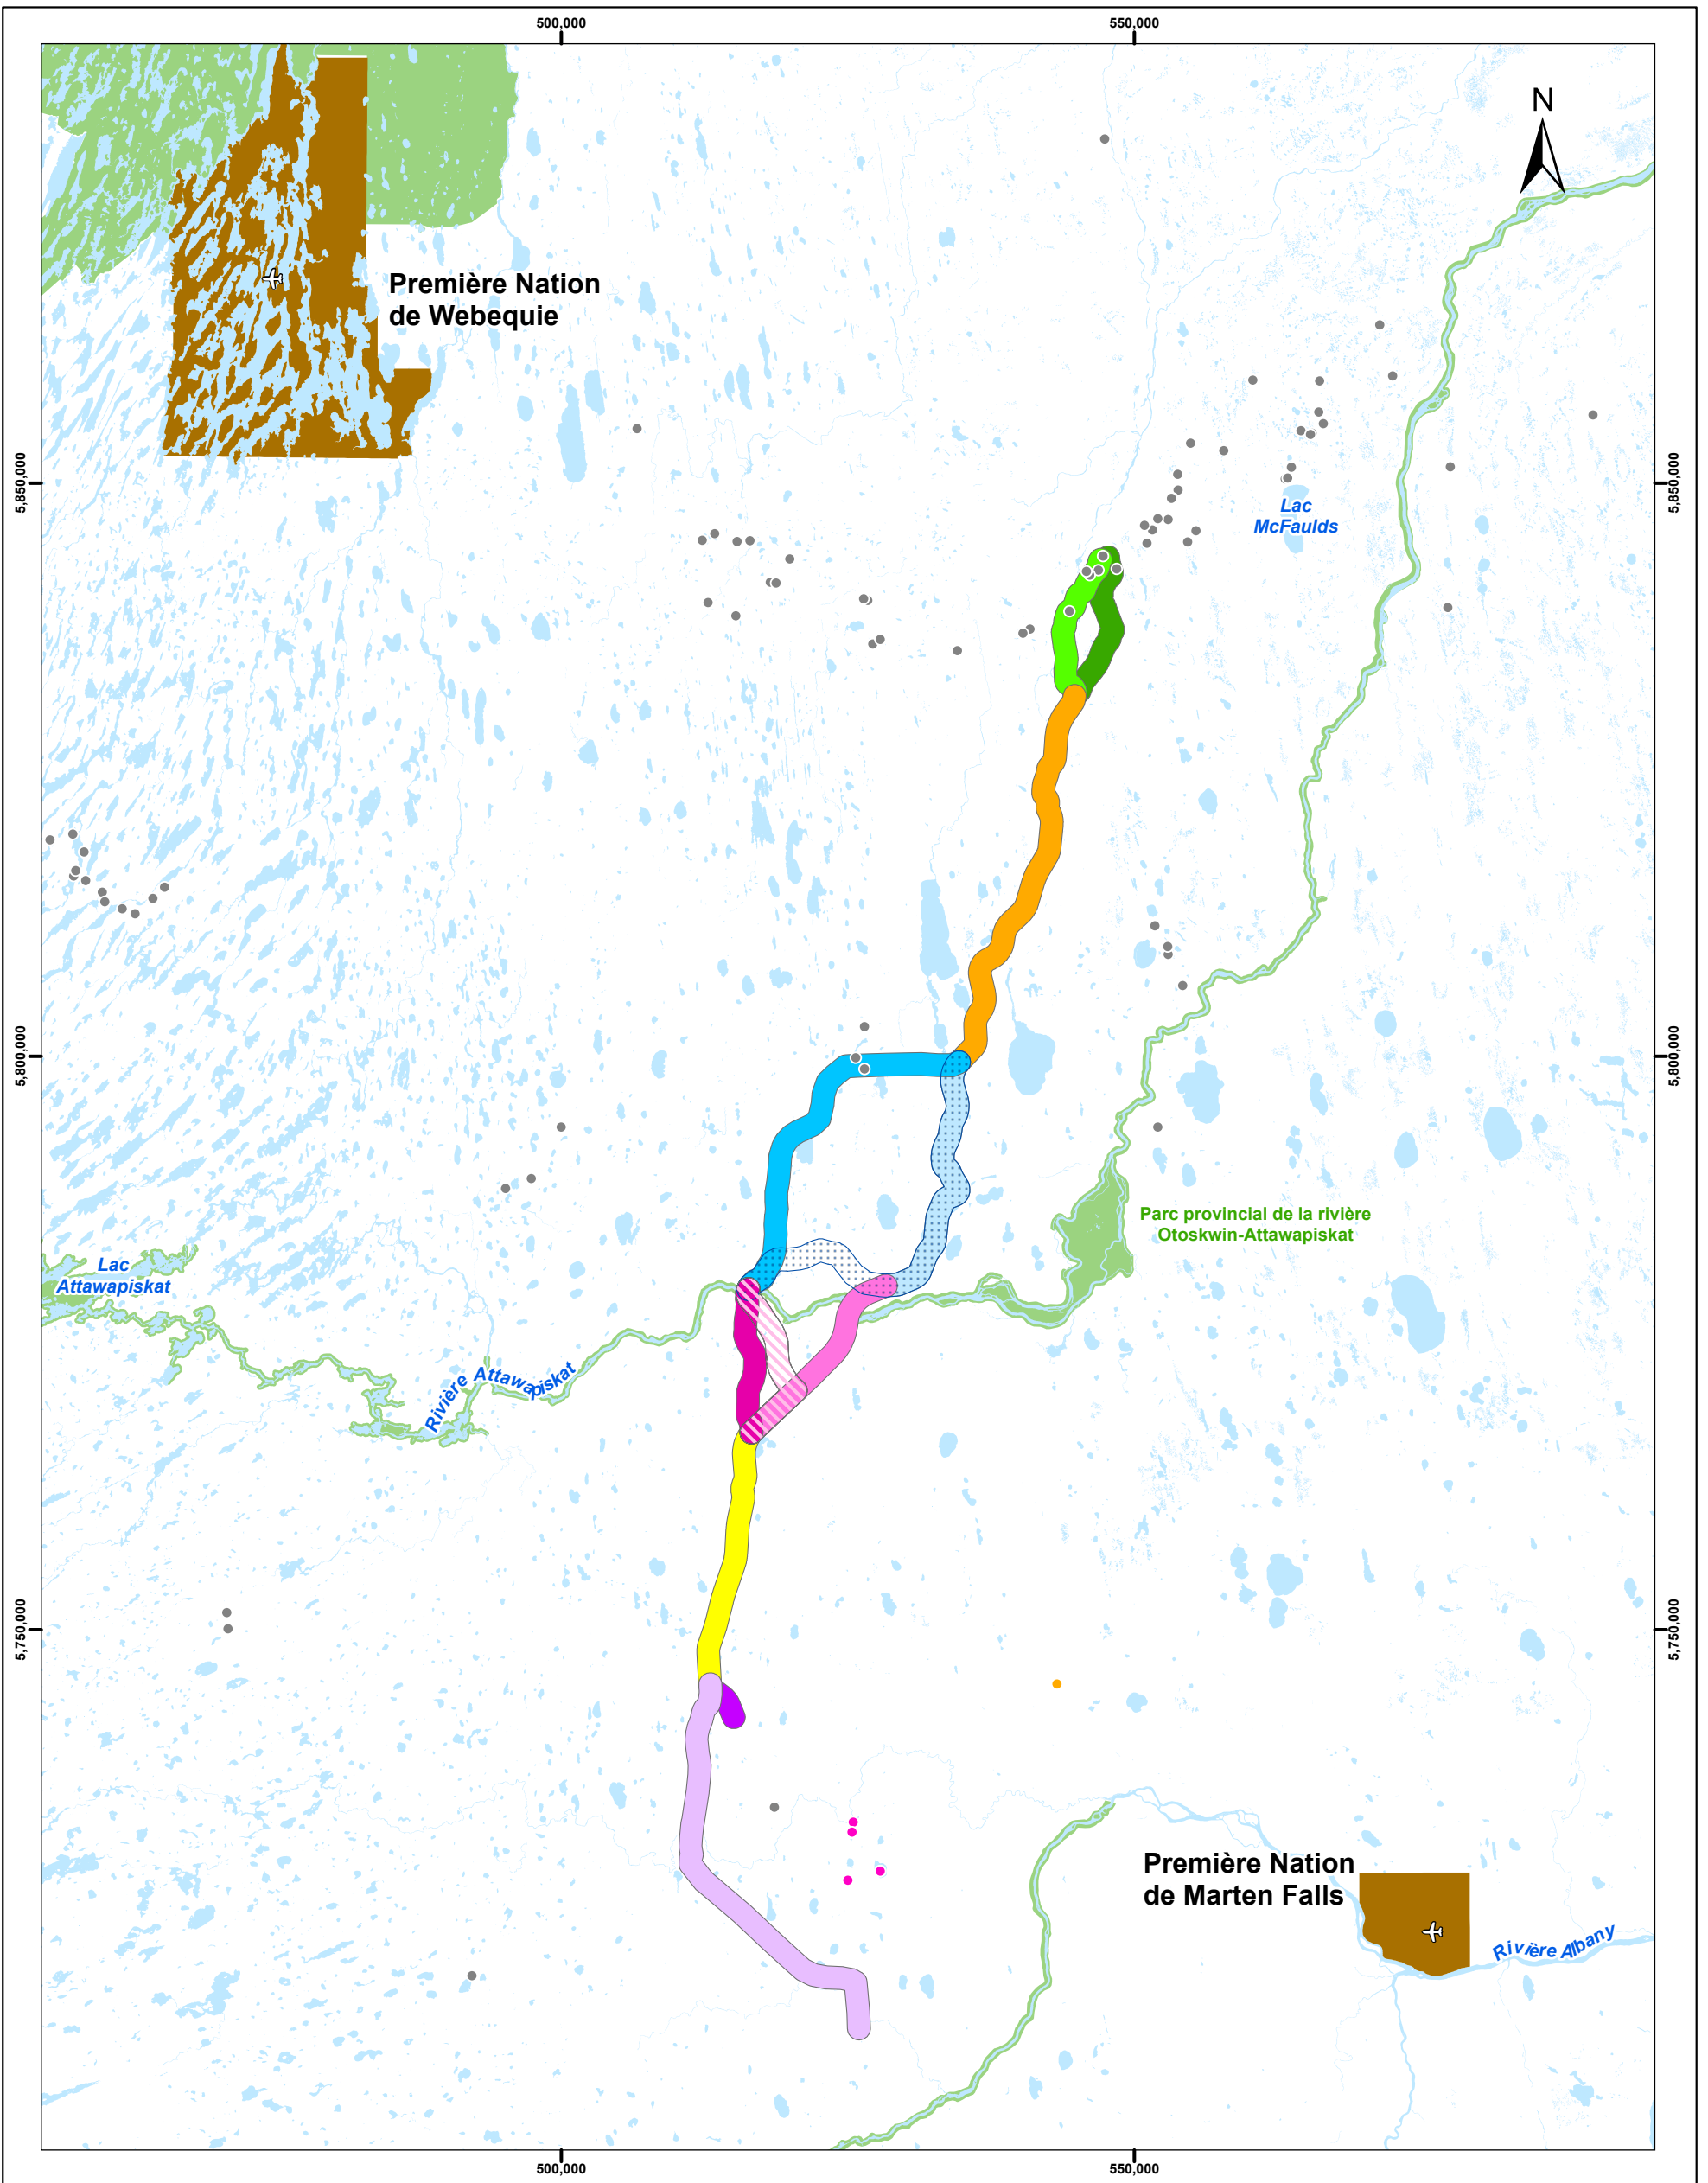 500,000
550,000
N
Première Nation
de Webequie
5,850,000
5,850,000
Lac
McFaulds
5,800,000
5,800,000
Parc provincial de la rivière
Otoskwin-Attawapiskat
Lac
Attawapiskat
Rivière Attawapiskat
5,750,000
5,750,000
Première Nation
de Marten Falls
Rivière Albany
500,000
550,000